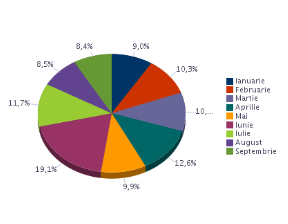 8,4%
9,0%
8,5%
10,3%
11,7%
10,...
19,1%
12,6%
9,9%
Ianuarie
Februarie
Martie
Aprilie
Mai
Iunie
Iulie
August
Septembrie